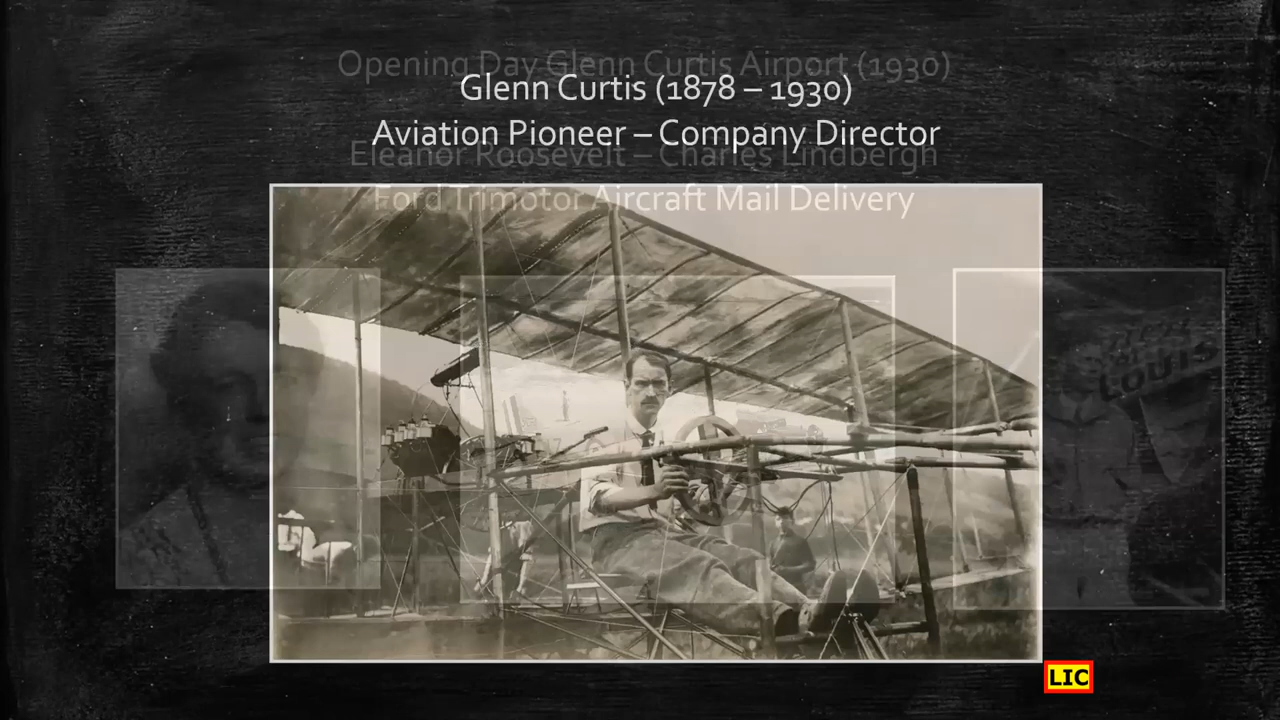 Opening Day Glenn Curtis Airport (1930)
Glenn Curtis (1878 – 1930)
Aviation Pioneer – Company Director
Eleanor Roosevelt – Charles Lindbergh
Ford Trimotor Aircraft Mail Delivery
Louis
LIC